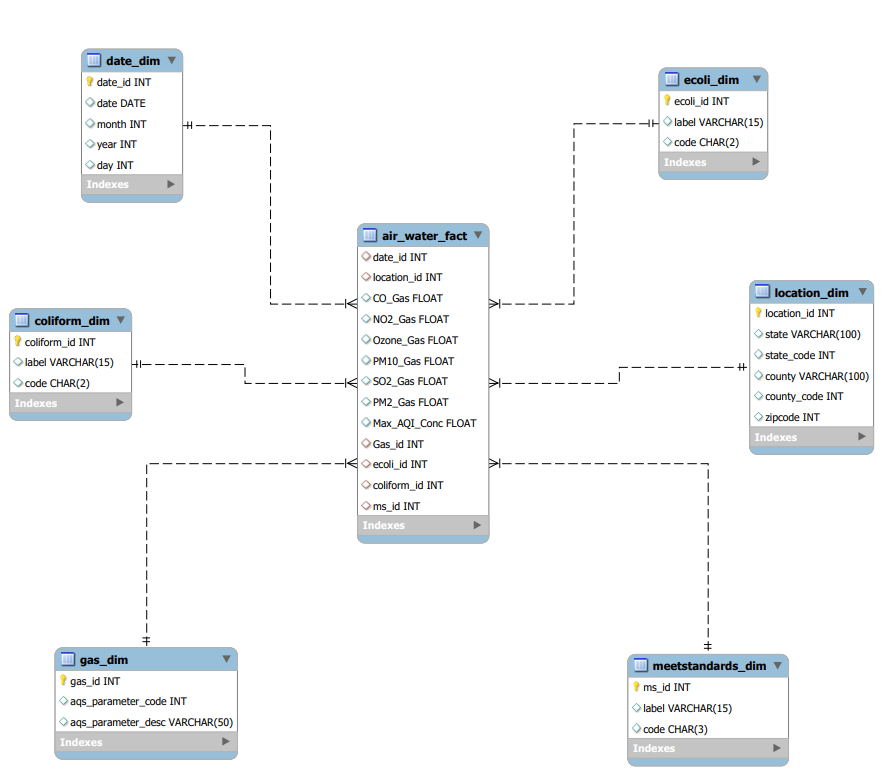 date_dim
date_id INT
date DATE
month INT
year INT
day INT
Indexes
ecoli_dim
ecoli_id INT
label VARCHAR(15)
code CHAR(2)
Indexes
air_water_fact
date_id INT
location_id INT
CO_Gas FLOAT
NO2_Gas FLOAT
Ozone_Gas FLOAT
PM10_Gas FLOAT
SO2_Gas FLOAT
PM2_Gas FLOAT
Max_AQI_Conc FLOAT
Gas_id INT
ecoli_id INT
coliform_id INT
ms_id INT
Indexes
coliform_dim
coliform_id INT
label VARCHAR(15)
code CHAR(2)
Indexes
location_dim
location_id INT
state VARCHAR(100)
state_code INT
county VARCHAR(100)
county_code INT
zipcode INT
Indexes
gas_dim
gas_id INT
aqs_parameter_code INT
aqs_parameter_desc VARCHAR(50)
Indexes
meetstandards_dim
ms_id INT
label VARCHAR(15)
code CHAR(3)
Indexes